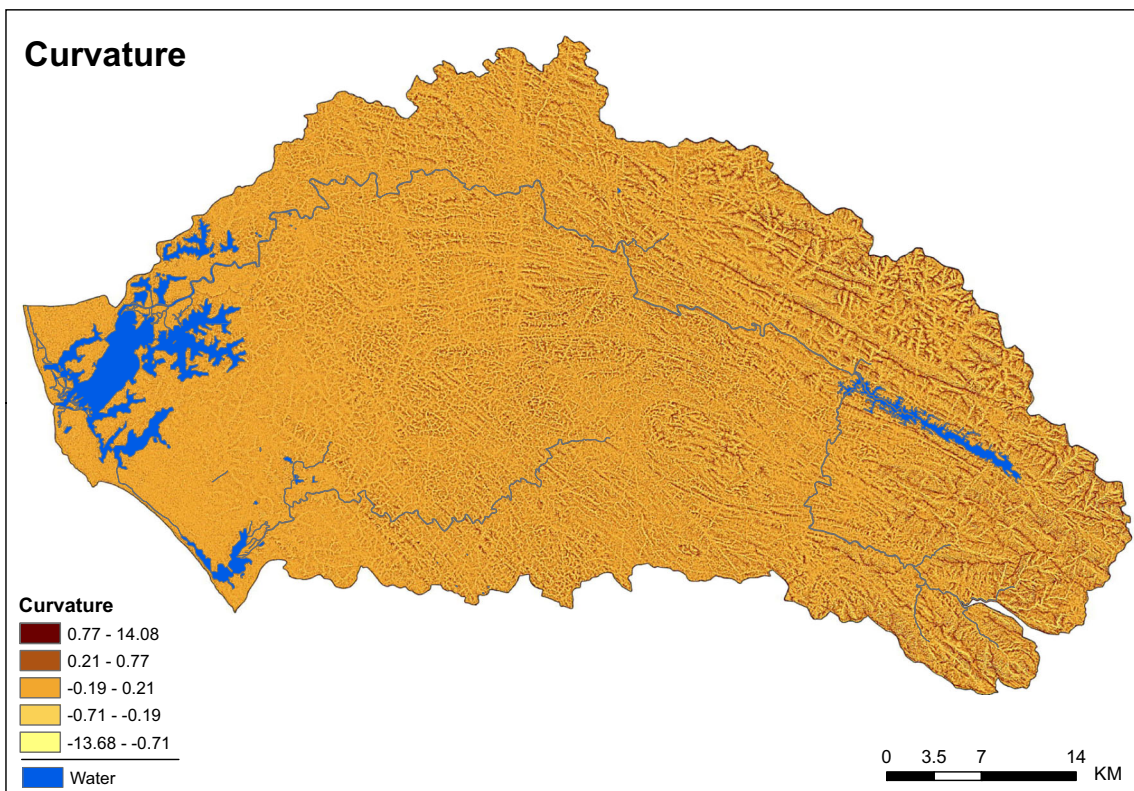 Curvature
Curvature
0.77 - 14.08
0.21 - 0.77
-0.19 - 0.21
-0.71 - -0.19
-13.68 - -0.71
Water
0 3.5 7 14
KM